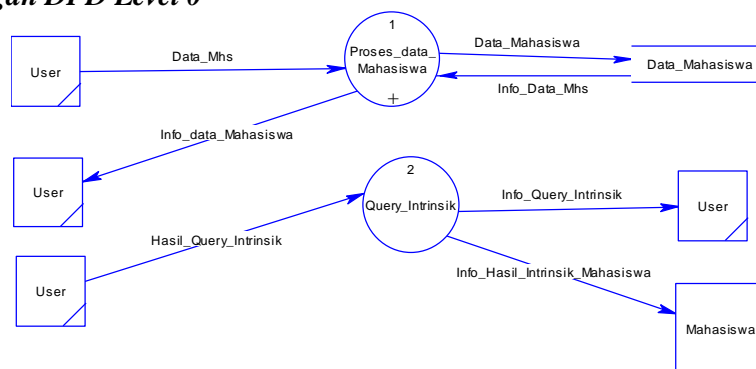 DFD Level 0
1
Data_Mhs
Data_Mahasiswa
User
Proses_data_
Mahasiswa
Data_Mahasiswa
Info_Data_Mhs
+
Info_data_Mahasiswa
User
2
Info_Query_Intrinsik
Query_Intrinsik
User
Hasil_Query_Intrinsik
Info_Hasil_Intrinsik_Mahasiswa
User
Mahasiswa